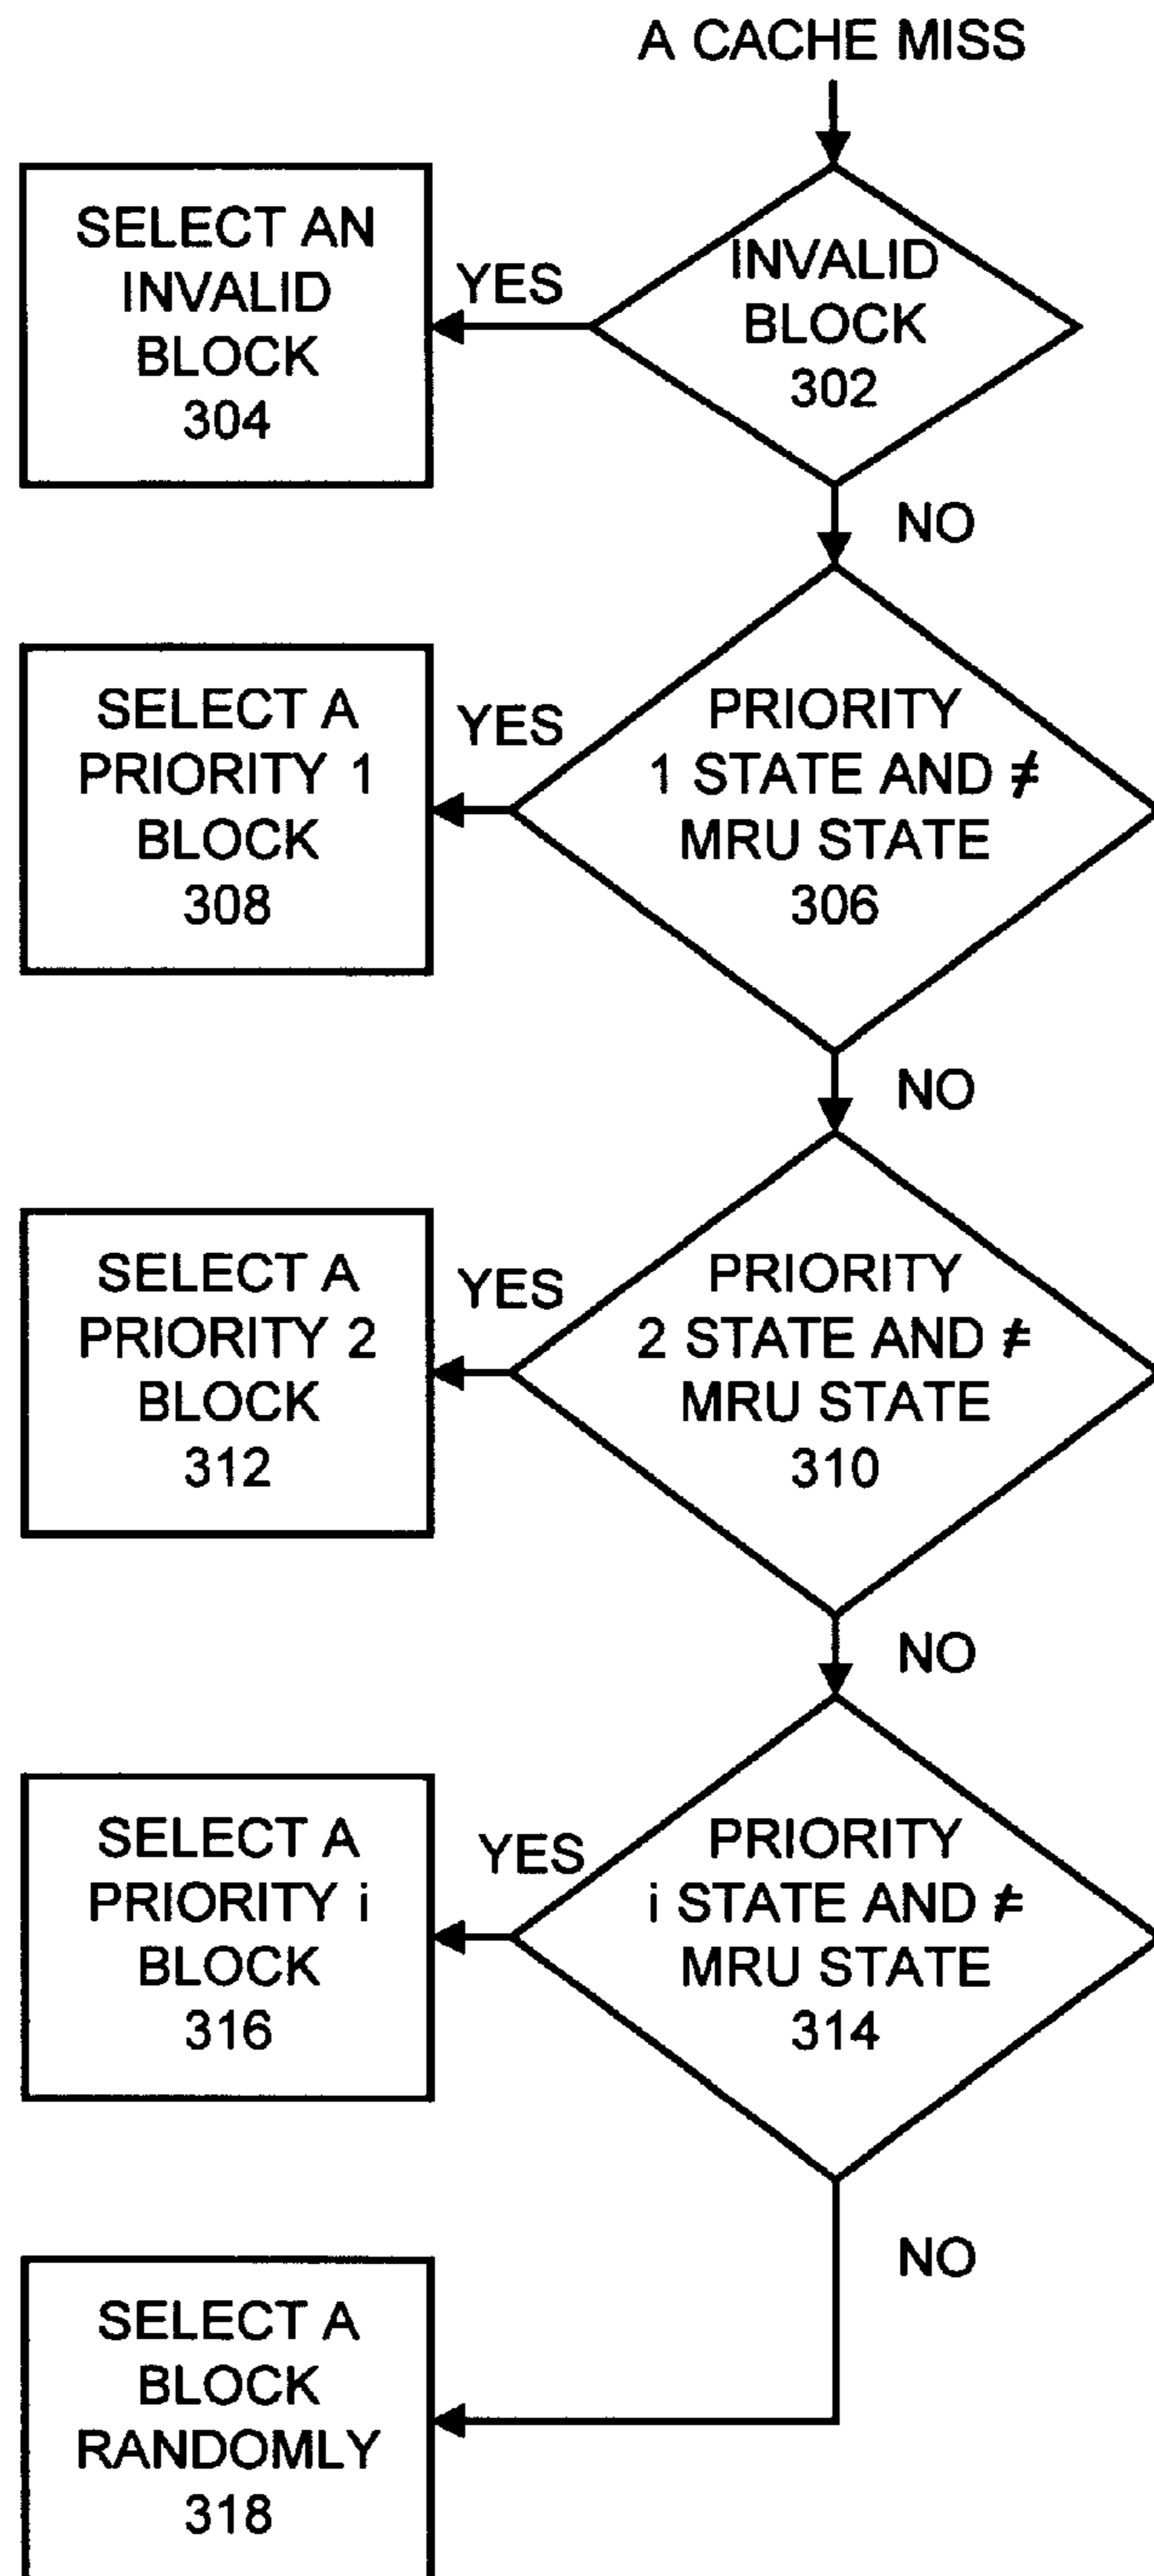 A CACHE MISS
SELECT AN
INVALID
BLOCK
304
YES
INVALID
BLOCK
302
NO
SELECT A
PRIORITY 1
BLOCK
308
YES
PRIORITY
1 STATE AND ≠
MRU STATE
306
NO
SELECT A
PRIORITY 2
BLOCK
312
YES
PRIORITY
2 STATE AND ≠
MRU STATE
310
NO
SELECT A
PRIORITY i
BLOCK
316
YES
PRIORITY
i STATE AND ≠
MRU STATE
314
NO
SELECT A
BLOCK
RANDOMLY
318